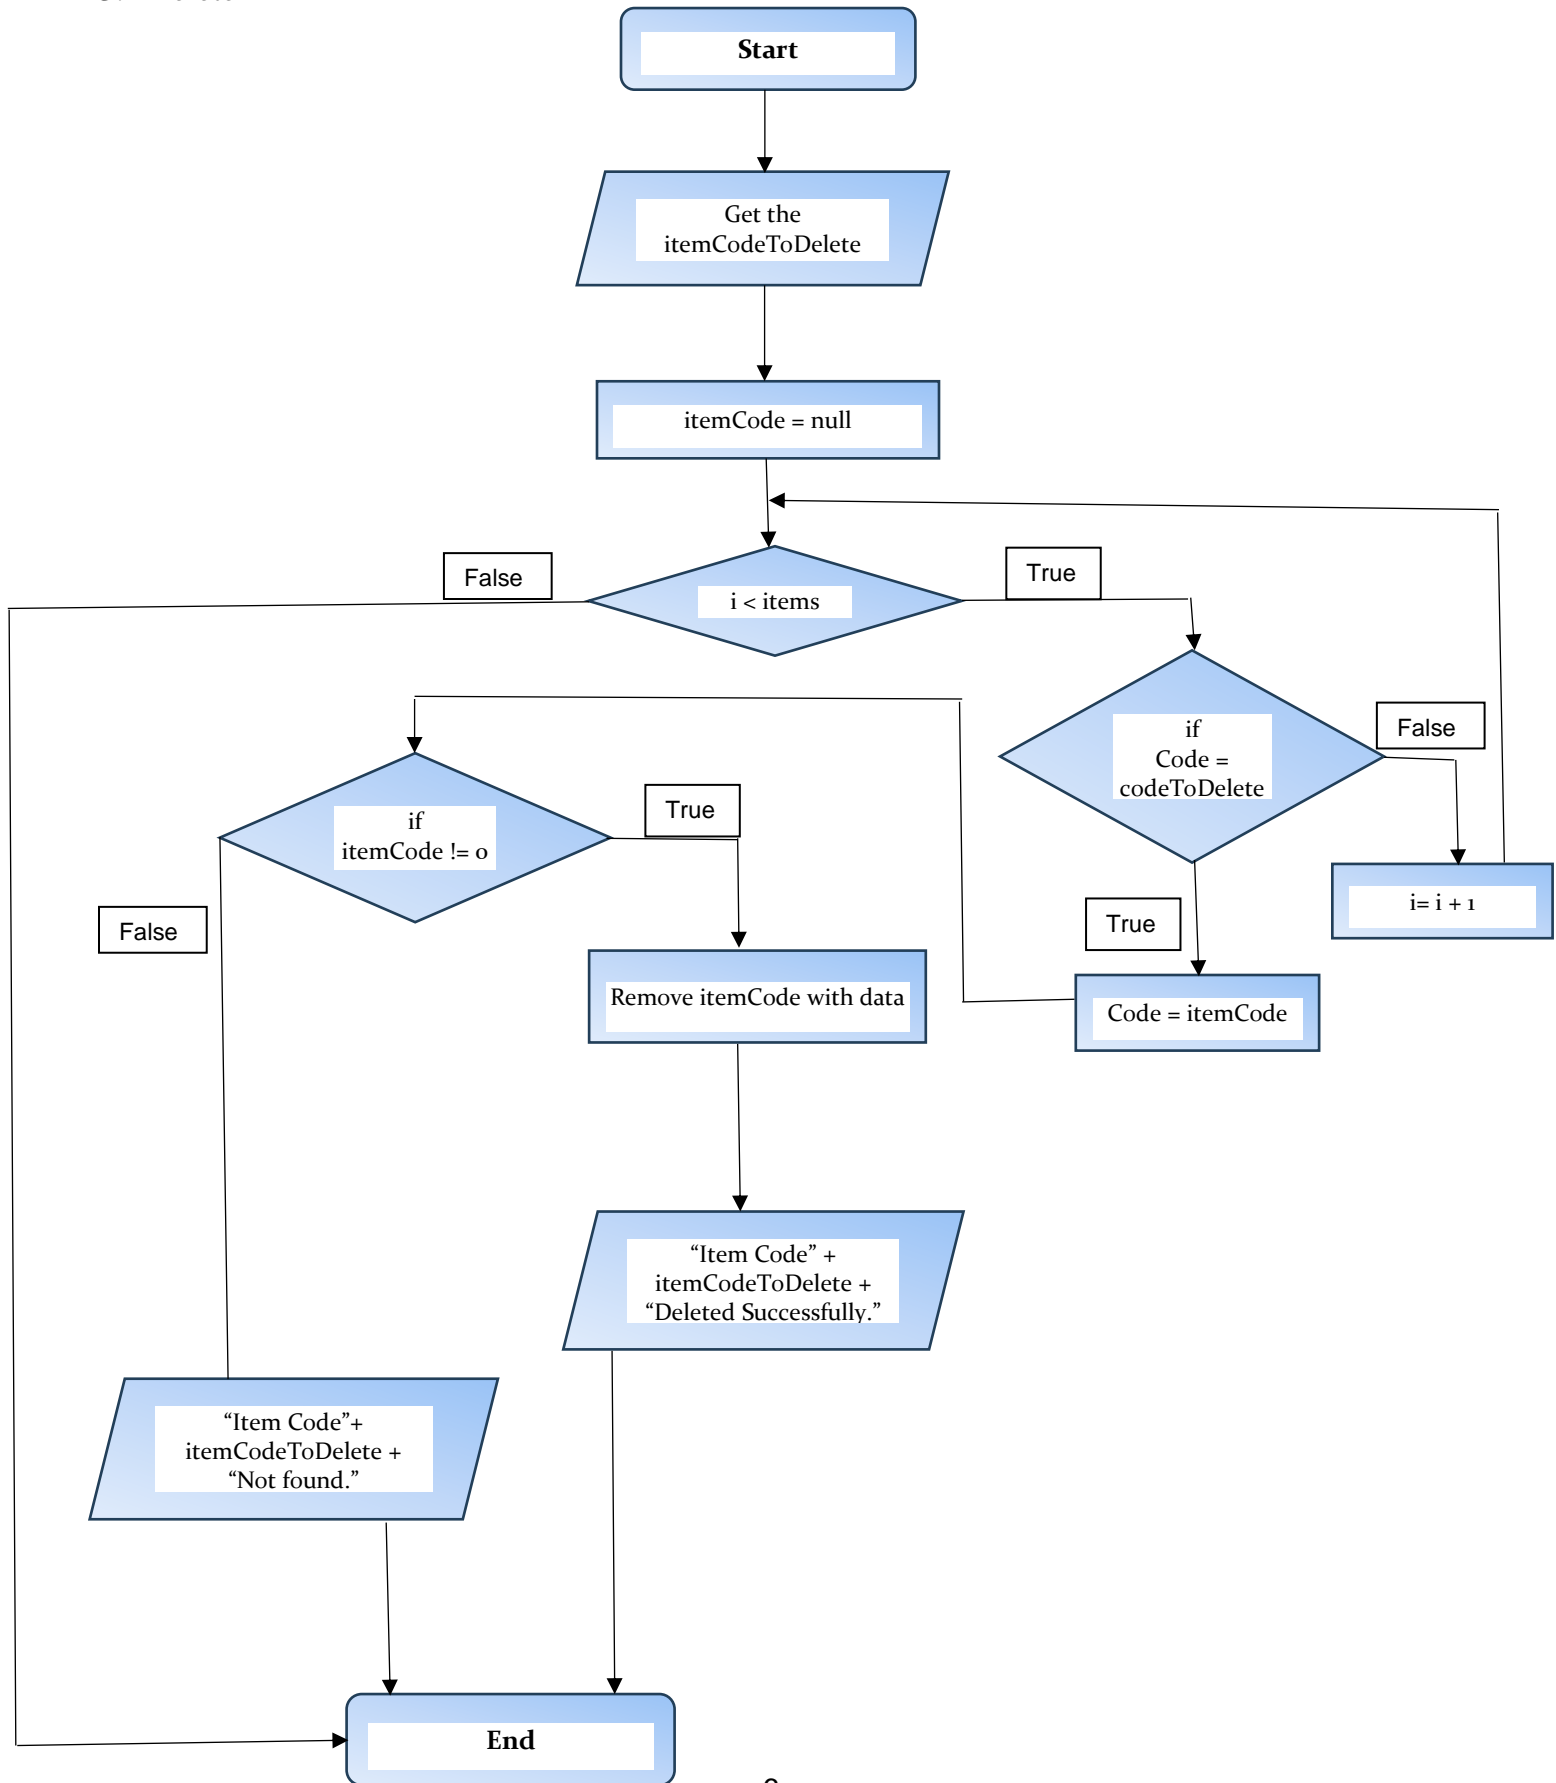 Start
Get the
itemCodeToDelete
itemCode = null
False
True
i < items
if
Code =
codeToDelete
False
if
itemCode != 0
True
i= i + 1
False
True
Remove itemCode with data
Code = itemCode
“Item Code” +
itemCodeToDelete +
“Deleted Successfully.”
“Item Code”+
itemCodeToDelete +
“Not found.”
End